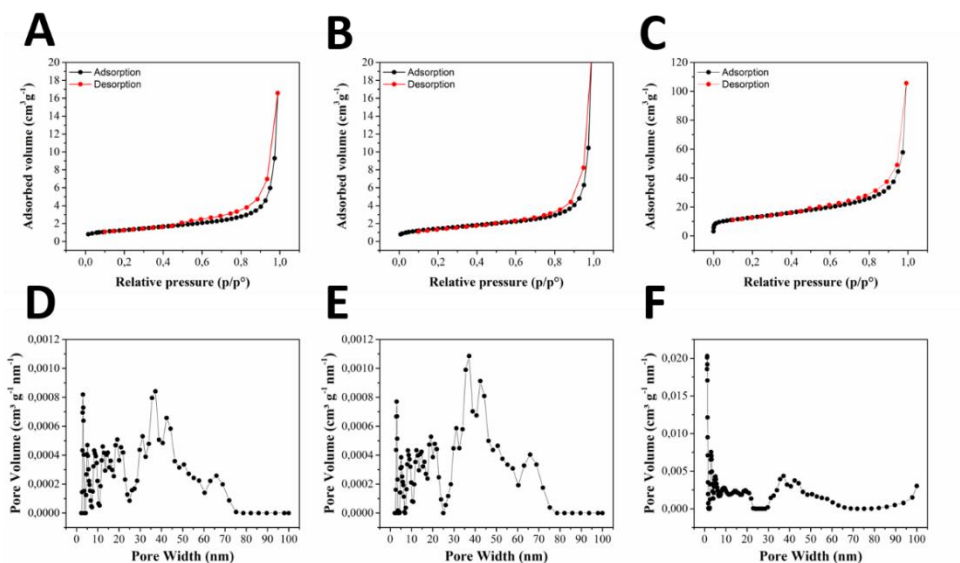 A
B
C
Adsorption
Desorption
Adsorbed volume (cm³g⁻¹)
20
18
16
14
12
10
8
6
4
2
0
0,0 0,2 0,4 0,6 0,8 1,0
Relative pressure (p/p°)
Adsorption
Desorption
Adsorbed volume (cm³g⁻¹)
20
18
16
14
12
10
8
6
4
2
0
0,0 0,2 0,4 0,6 0,8 1,0
Relative pressure (p/p°)
Adsorption
Desorption
Adsorbed volume (cm³g⁻¹)
120
100
80
60
40
20
0
0,0 0,2 0,4 0,6 0,8 1,0
Relative pressure (p/p°)
D
E
F
Pore Volume (cm³ g⁻¹ nm⁻¹)
0,0012
0,0010
0,0008
0,0006
0,0004
0,0002
0,0000
0 10 20 30 40 50 60 70 80 90 100
Pore Width (nm)
Pore Volume (cm³ g⁻¹ nm⁻¹)
0,0012
0,0010
0,0008
0,0006
0,0004
0,0002
0,0000
0 10 20 30 40 50 60 70 80 90 100
Pore Width (nm)
Pore Volume (cm³ g⁻¹ nm⁻¹)
0,020
0,015
0,010
0,005
0,000
0 10 20 30 40 50 60 70 80 90 100
Pore Width (nm)